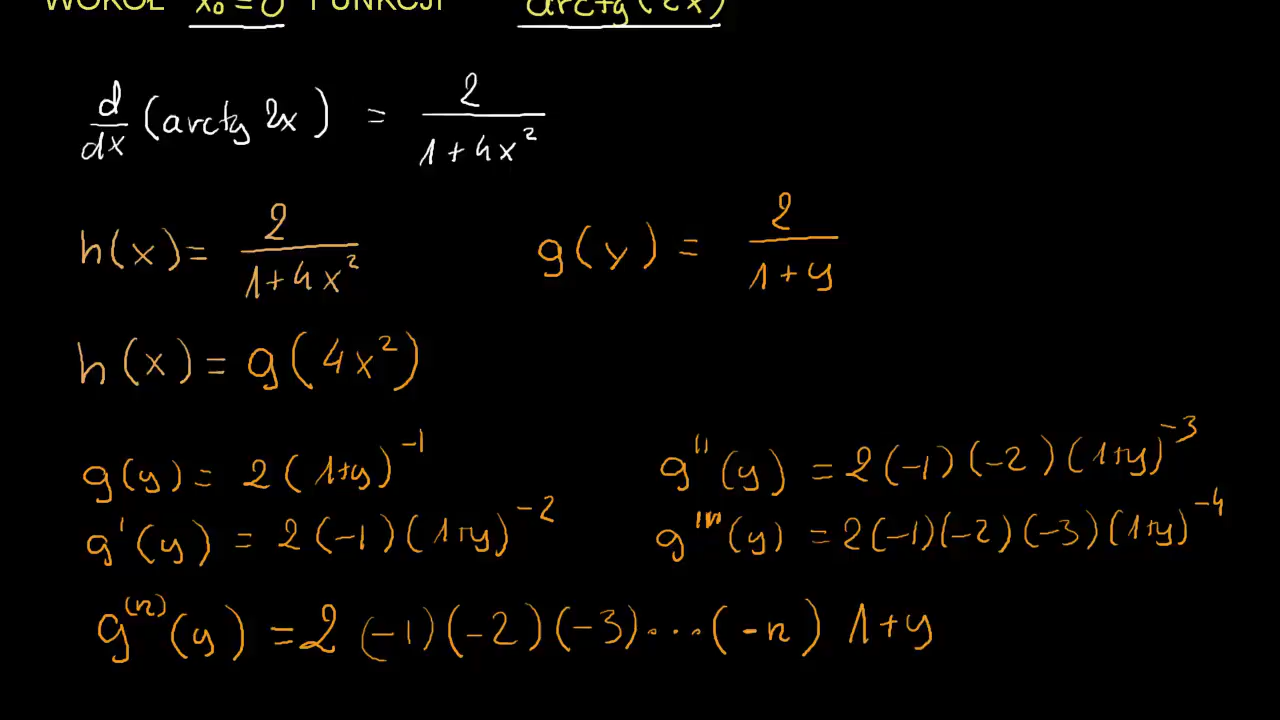 WOKÓŁ x₀ = 0 FUNKCJI arctg(2x)
d/dx (arctg 2x) = 2/(1+4x²)
h(x) = 2/(1+4x²) g(y) = 2/(1+y)
h(x) = g(4x²)
g(y) = 2(1+y)⁻¹ g''(y) = 2(-1)(-2)(1+y)⁻³
g'(y) = 2(-1)(1+y)⁻² g'''(y) = 2(-1)(-2)(-3)(1+y)⁻⁴
g⁽ⁿ⁾(y) = 2(-1)(-2)(-3)...(-n) 1+y